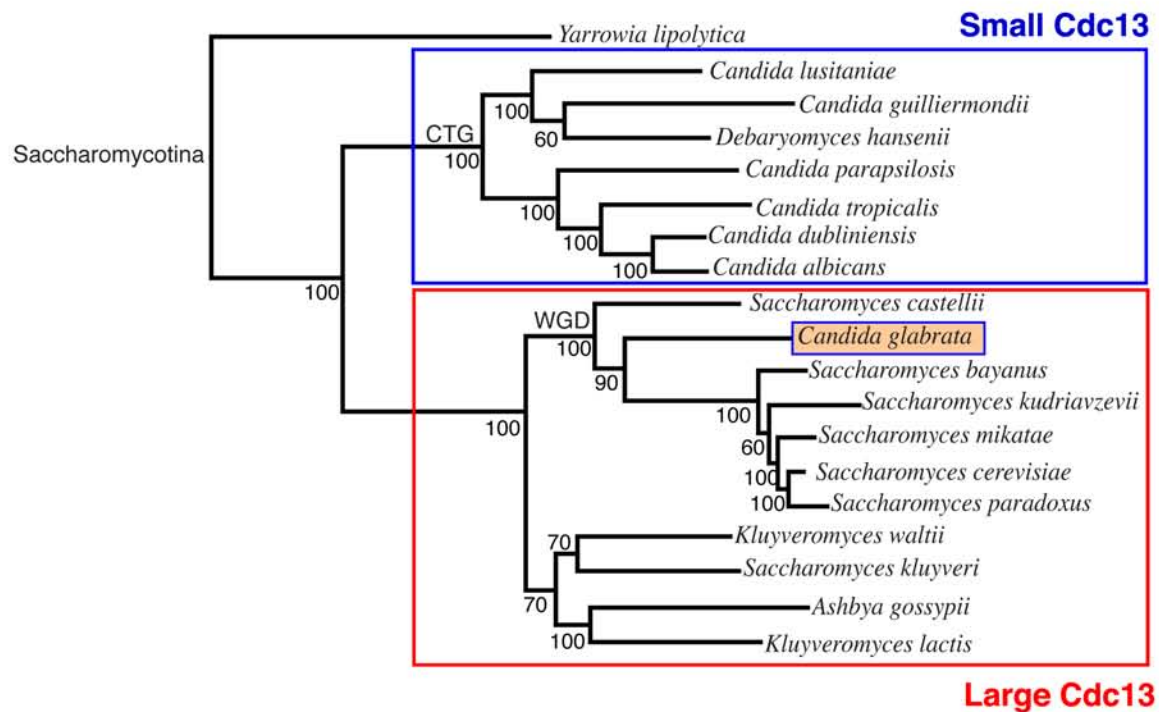 Small Cdc13
Yarrowia lipolytica
Candida lusitaniae
100
Candida guilliermondii
CTG
60
Debaryomyces hansenii
Saccharomycotina
100
Candida parapsilosis
100
Candida tropicalis
100
Candida dubliniensis
100
Candida albicans
100
Saccharomyces castellii
WGD
100
Candida glabrata
90
Saccharomyces bayanus
100
Saccharomyces kudriavzevii
100
60
Saccharomyces mikatae
100
Saccharomyces cerevisiae
100
Saccharomyces paradoxus
70
Kluyveromyces waltii
Saccharomyces kluyveri
70
Ashbya gossypii
100
Kluyveromyces lactis
Large Cdc13